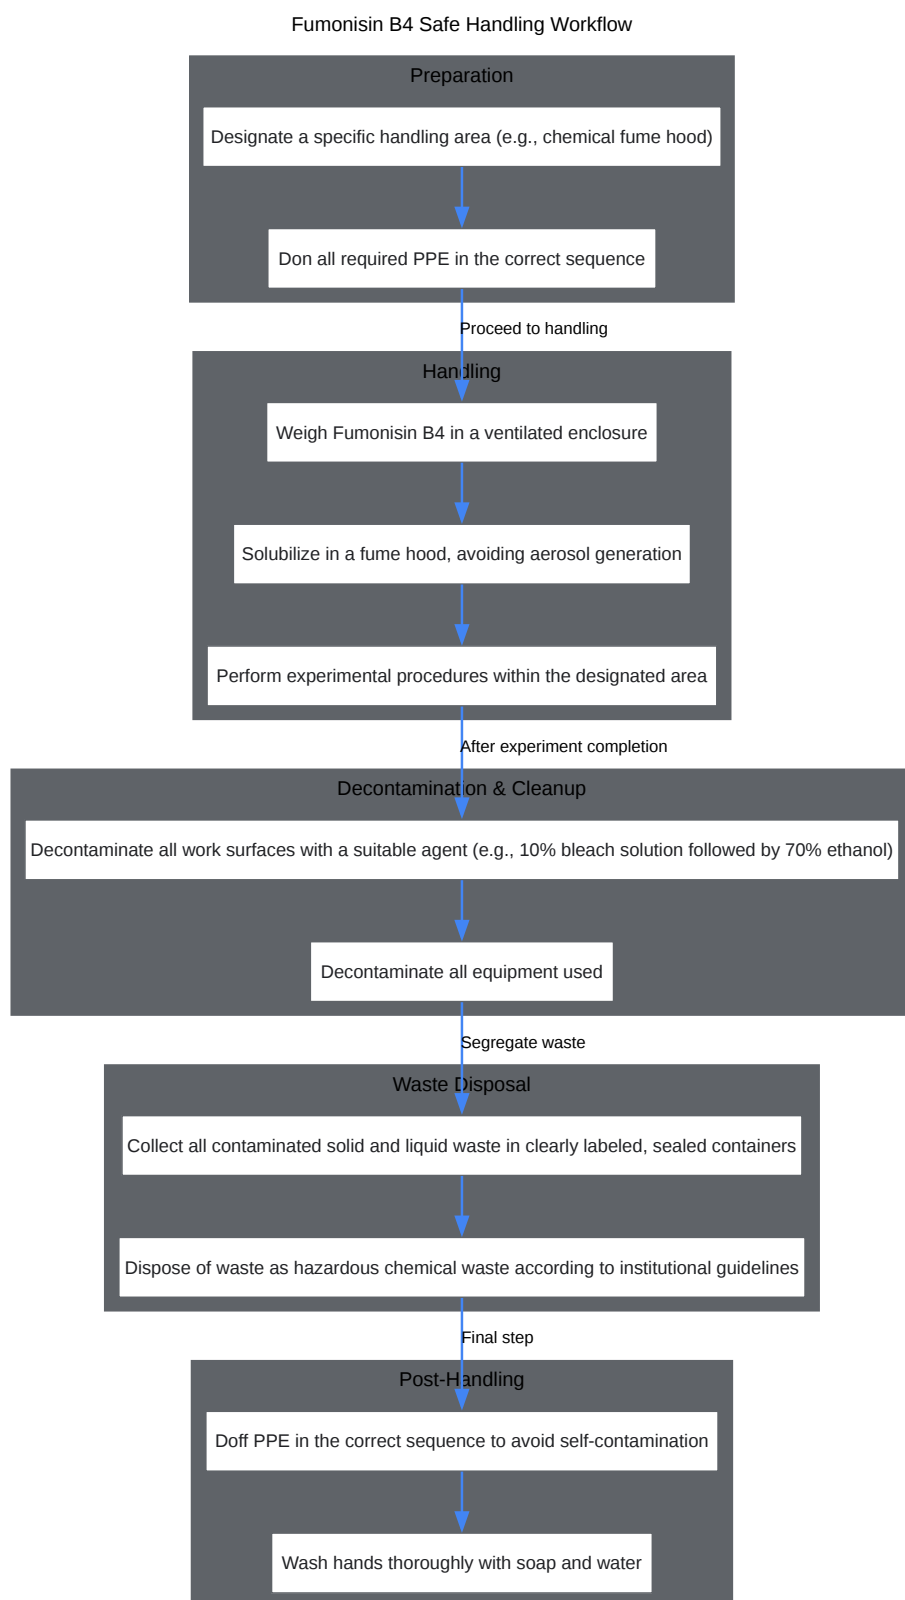 Fumonisin B4 Safe Handling Workflow
Preparation
Designate a specific handling area (e.g., chemical fume hood)
Don all required PPE in the correct sequence
Proceed to handling
Handling
Weigh Fumonisin B4 in a ventilated enclosure
Solubilize in a fume hood, avoiding aerosol generation
Perform experimental procedures within the designated area
After experiment completion
Decontamination & Cleanup
Decontaminate all work surfaces with a suitable agent (e.g., 10% bleach solution followed by 70% ethanol)
Decontaminate all equipment used
Segregate waste
Waste Disposal
Collect all contaminated solid and liquid waste in clearly labeled, sealed containers
Dispose of waste as hazardous chemical waste according to institutional guidelines
Final step
Post-Handling
Doff PPE in the correct sequence to avoid self-contamination
Wash hands thoroughly with soap and water